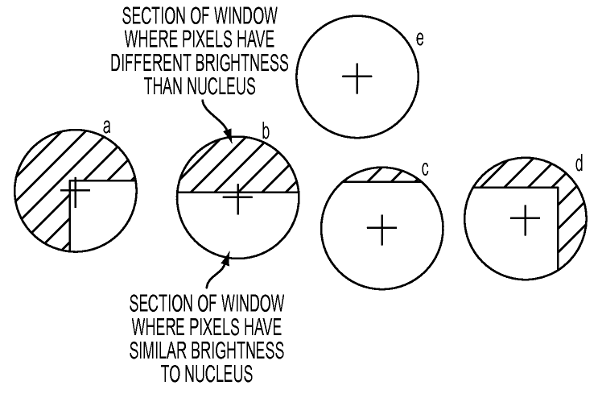 SECTION OF WINDOW
WHERE PIXELS HAVE
DIFFERENT BRIGHTNESS
THAN NUCLEUS
e
a
b
c
d
SECTION OF WINDOW
WHERE PIXELS HAVE
SIMILAR BRIGHTNESS
TO NUCLEUS